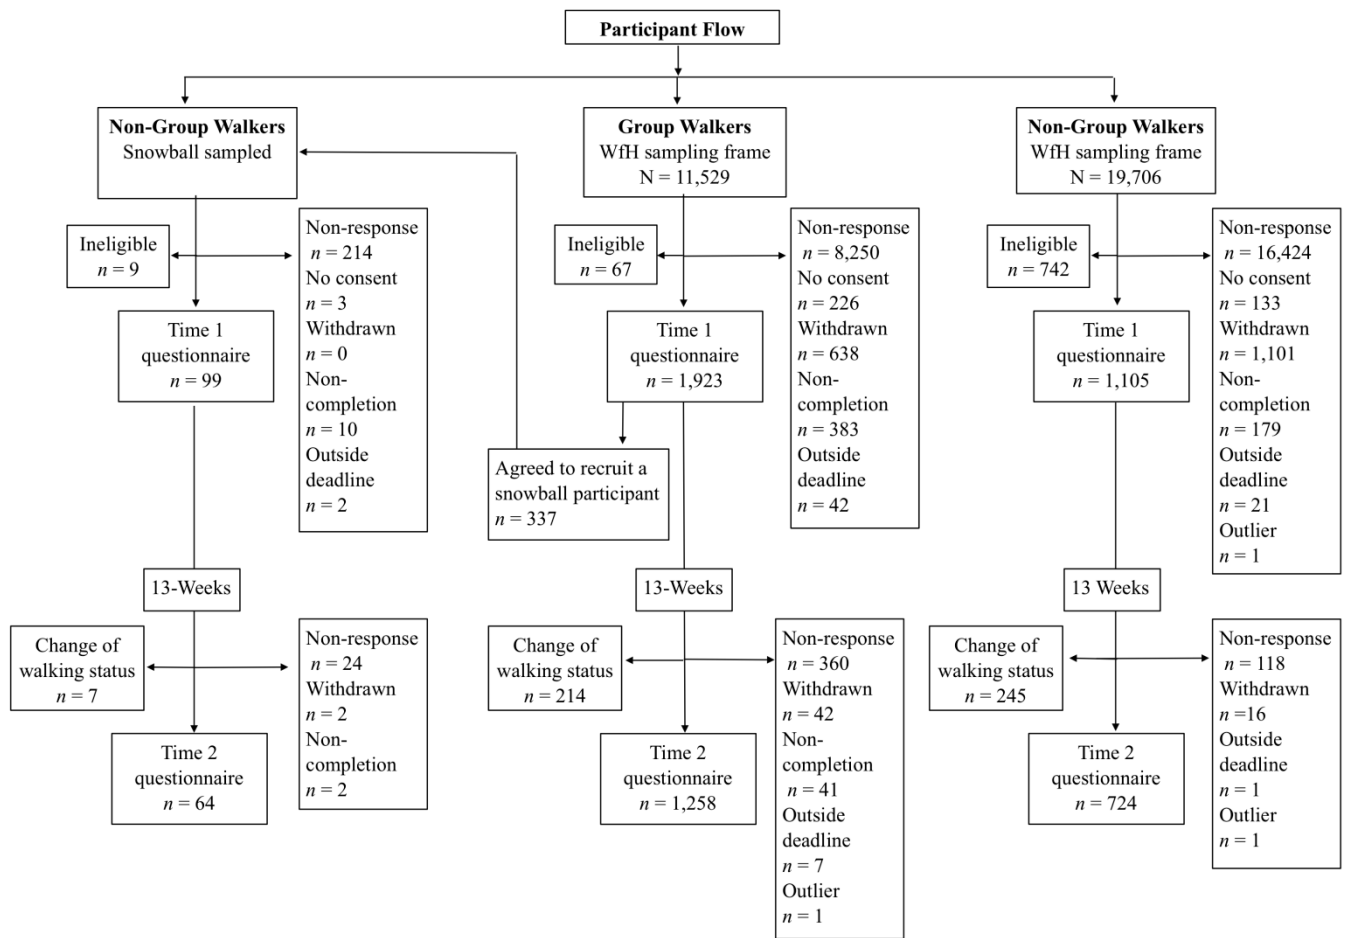 Participant Flow
Non-Group Walkers
Snowball sampled
Group Walkers
WfH sampling frame
N = 11,529
Non-Group Walkers
WfH sampling frame
N = 19,706
Ineligible
n = 9
Non-response
n = 214
No consent
n = 3
Withdrawn
n = 0
Non-
completion
n = 10
Outside
deadline
n = 2
Ineligible
n = 67
Non-response
n = 8,250
No consent
n = 226
Withdrawn
n = 638
Non-
completion
n = 383
Outside
deadline
n = 42
Ineligible
n = 742
Non-response
n = 16,424
No consent
n = 133
Withdrawn
n = 1,101
Non-
completion
n = 179
Outside
deadline
n = 21
Outlier
n = 1
Time 1
questionnaire
n = 99
Time 1
questionnaire
n = 1,923
Time 1
questionnaire
n = 1,105
Agreed to recruit a
snowball participant
n = 337
13-Weeks
13-Weeks
13 Weeks
Change of
walking status
n = 7
Non-response
n = 24
Withdrawn
n = 2
Non-
completion
n = 2
Change of
walking status
n = 214
Non-response
n = 360
Withdrawn
n = 42
Non-
completion
n = 41
Outside
deadline
n = 7
Outlier
n = 1
Change of
walking status
n = 245
Non-response
n = 118
Withdrawn
n =16
Outside
deadline
n = 1
Outlier
n = 1
Time 2
questionnaire
n = 64
Time 2
questionnaire
n = 1,258
Time 2
questionnaire
n = 724